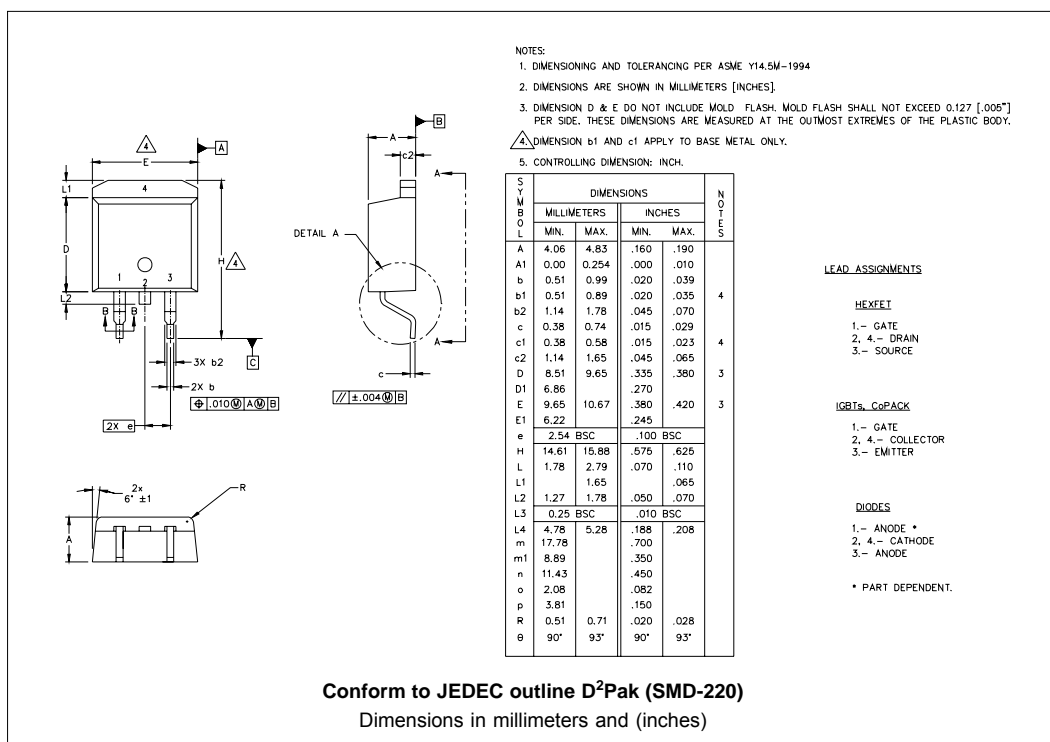 NOTES:
1. DIMENSIONING AND TOLERANCING PER ASME Y14.5M-1994
2. DIMENSIONS ARE SHOWN IN MILLIMETERS [INCHES].
3. DIMENSION D & E DO NOT INCLUDE MOLD FLASH. MOLD FLASH SHALL NOT EXCEED 0.127 [.005"]
PER SIDE. THESE DIMENSIONS ARE MEASURED AT THE OUTMOST EXTREMES OF THE PLASTIC BODY.
4. DIMENSION b1 AND c1 APPLY TO BASE METAL ONLY.
5. CONTROLLING DIMENSION: INCH.
4
E
A
L1
4
D
H 4
1
2
3
L2
B
B
C
3X b2
2X b
⌖ .010Ⓜ AⓂ B
2X e
B
A
c2
A
DETAIL A
A
c
// ±.004Ⓜ B
2x
6° ±1
R
A
SYMBOL DIMENSIONS NOTES
MILLIMETERS INCHES
MIN. MAX. MIN. MAX.
A 4.06 4.83 .160 .190
A1 0.00 0.254 .000 .010
b 0.51 0.99 .020 .039
b1 0.51 0.89 .020 .035 4
b2 1.14 1.78 .045 .070
c 0.38 0.74 .015 .029
c1 0.38 0.58 .015 .023 4
c2 1.14 1.65 .045 .065
D 8.51 9.65 .335 .380 3
D1 6.86 .270
E 9.65 10.67 .380 .420 3
E1 6.22 .245
e 2.54 BSC .100 BSC
H 14.61 15.88 .575 .625
L 1.78 2.79 .070 .110
L1 1.65 .065
L2 1.27 1.78 .050 .070
L3 0.25 BSC .010 BSC
L4 4.78 5.28 .188 .208
m 17.78 .700
m1 8.89 .350
n 11.43 .450
o 2.08 .082
p 3.81 .150
R 0.51 0.71 .020 .028
θ 90° 93° 90° 93°
LEAD ASSIGNMENTS
HEXFET
1.- GATE
2, 4.- DRAIN
3.- SOURCE
IGBTs, CoPACK
1.- GATE
2, 4.- COLLECTOR
3.- EMITTER
DIODES
1.- ANODE *
2, 4.- CATHODE
3.- ANODE
* PART DEPENDENT.
Conform to JEDEC outline D²Pak (SMD-220)
Dimensions in millimeters and (inches)